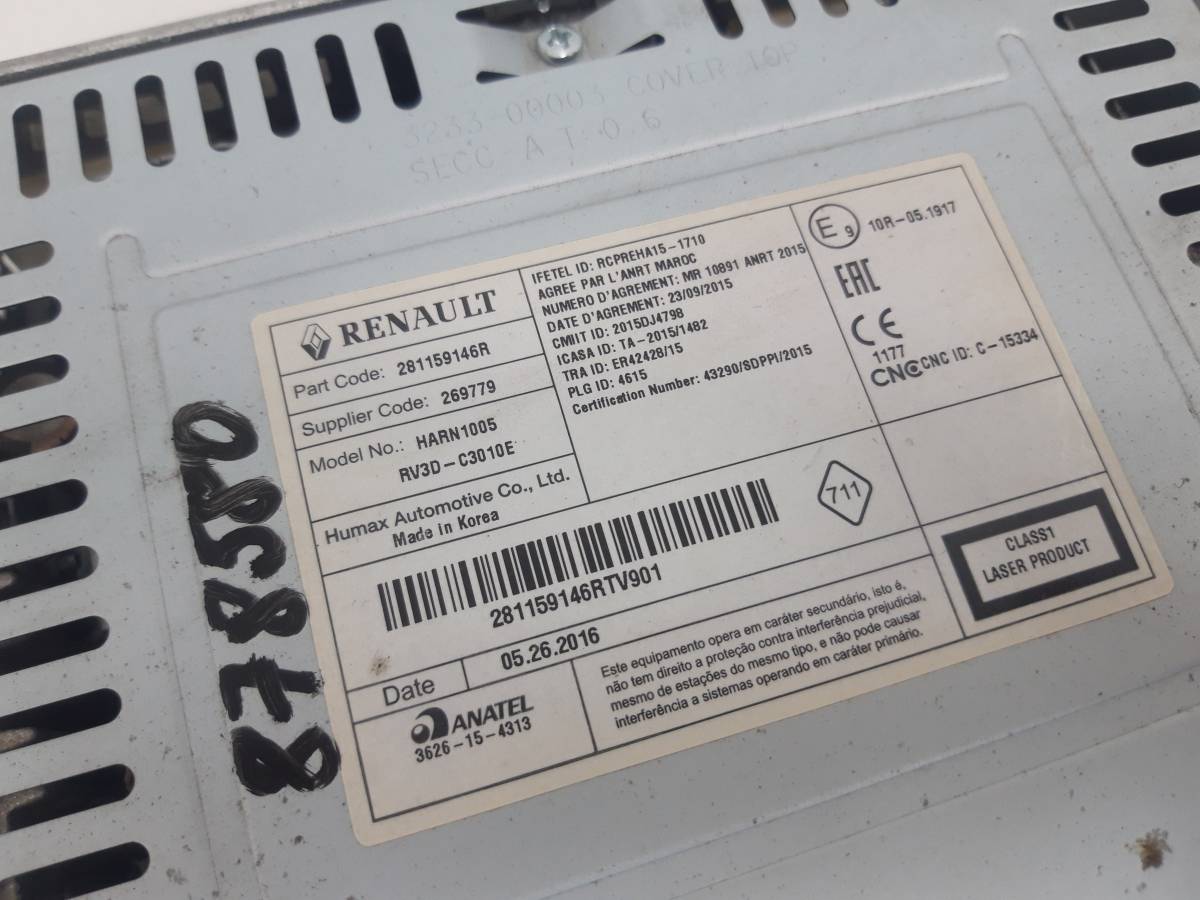 3233 00003 COVER TOP
SECC A T:0.6
RENAULT
Part Code: 281159146R
Supplier Code: 269779
Model No.: HARN1005
RV3D-C3010E
Humax Automotive Co., Ltd.
Made in Korea
IFETEL ID: RCPREHA15-1710
AGREE PAR L'ANRT MAROC
NUMERO D'AGREMENT: MR 10891 ANRT 2015
DATE D'AGREMENT: 23/09/2015
CMIIT ID: 2015DJ4798
ICASA ID: TA-2015/1482
TRA ID: ER42428/15
PLG ID: 4615
Certification Number: 43290/SDPPI/2015
E9 10R-05.1917
EAC
CE
1177
CNC CNC ID: C-15334
281159146RTV901
711
CLASS1
LASER PRODUCT
Date 05.26.2016
ANATEL
3626-15-4313
Este equipamento opera em caráter secundário, isto é,
não tem direito a proteção contra interferência prejudicial,
mesmo de estações do mesmo tipo, e não pode causar
interferência a sistemas operando em caráter primário.
878550